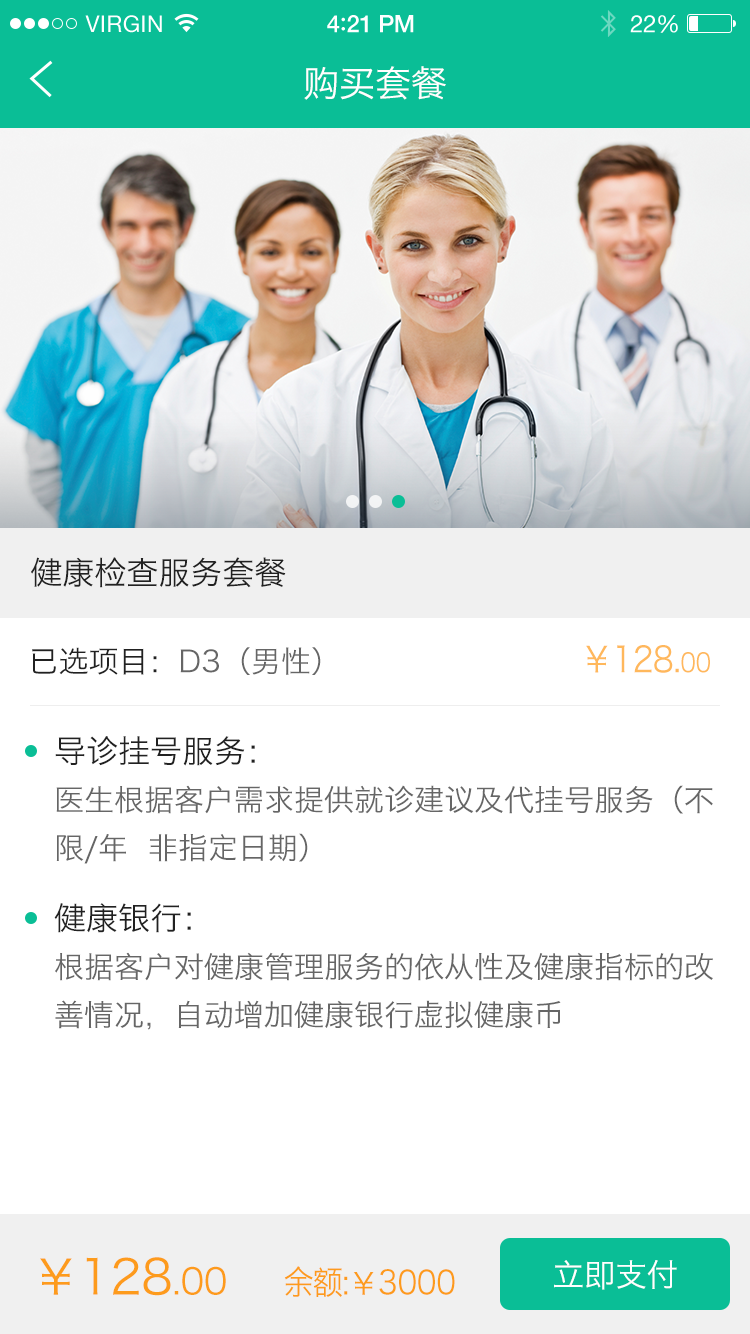 VIRGIN 4:21 PM 22%
购买套餐
健康检查服务套餐
已选项目：D3（男性） ￥128.00
导诊挂号服务：
医生根据客户需求提供就诊建议及代挂号服务（不
限/年 非指定日期）
健康银行：
根据客户对健康管理服务的依从性及健康指标的改
善情况，自动增加健康银行虚拟健康币
￥128.00 余额:￥3000 立即支付